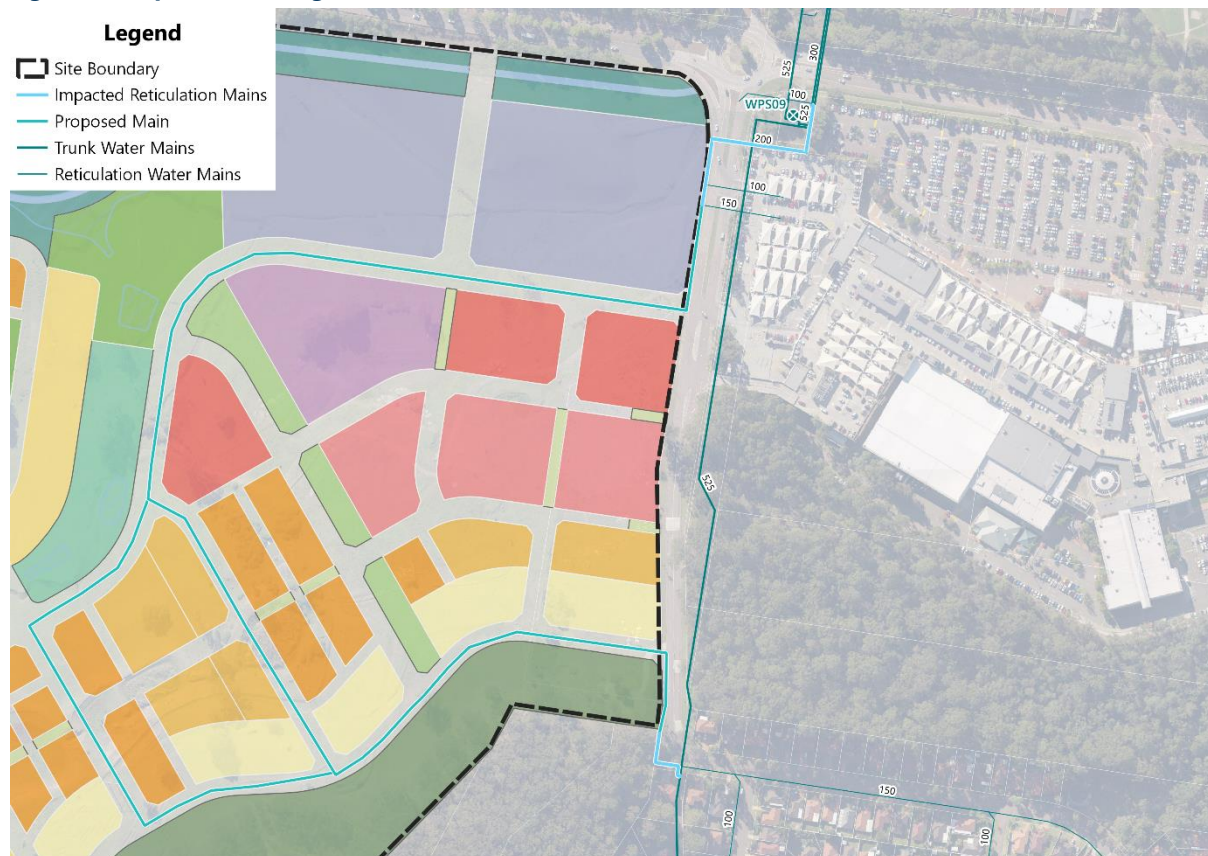 Legend
Site Boundary
Impacted Reticulation Mains
Proposed Main
Trunk Water Mains
Reticulation Water Mains
525
300
100
WPS09
525
200
100
150
525
150
100
100